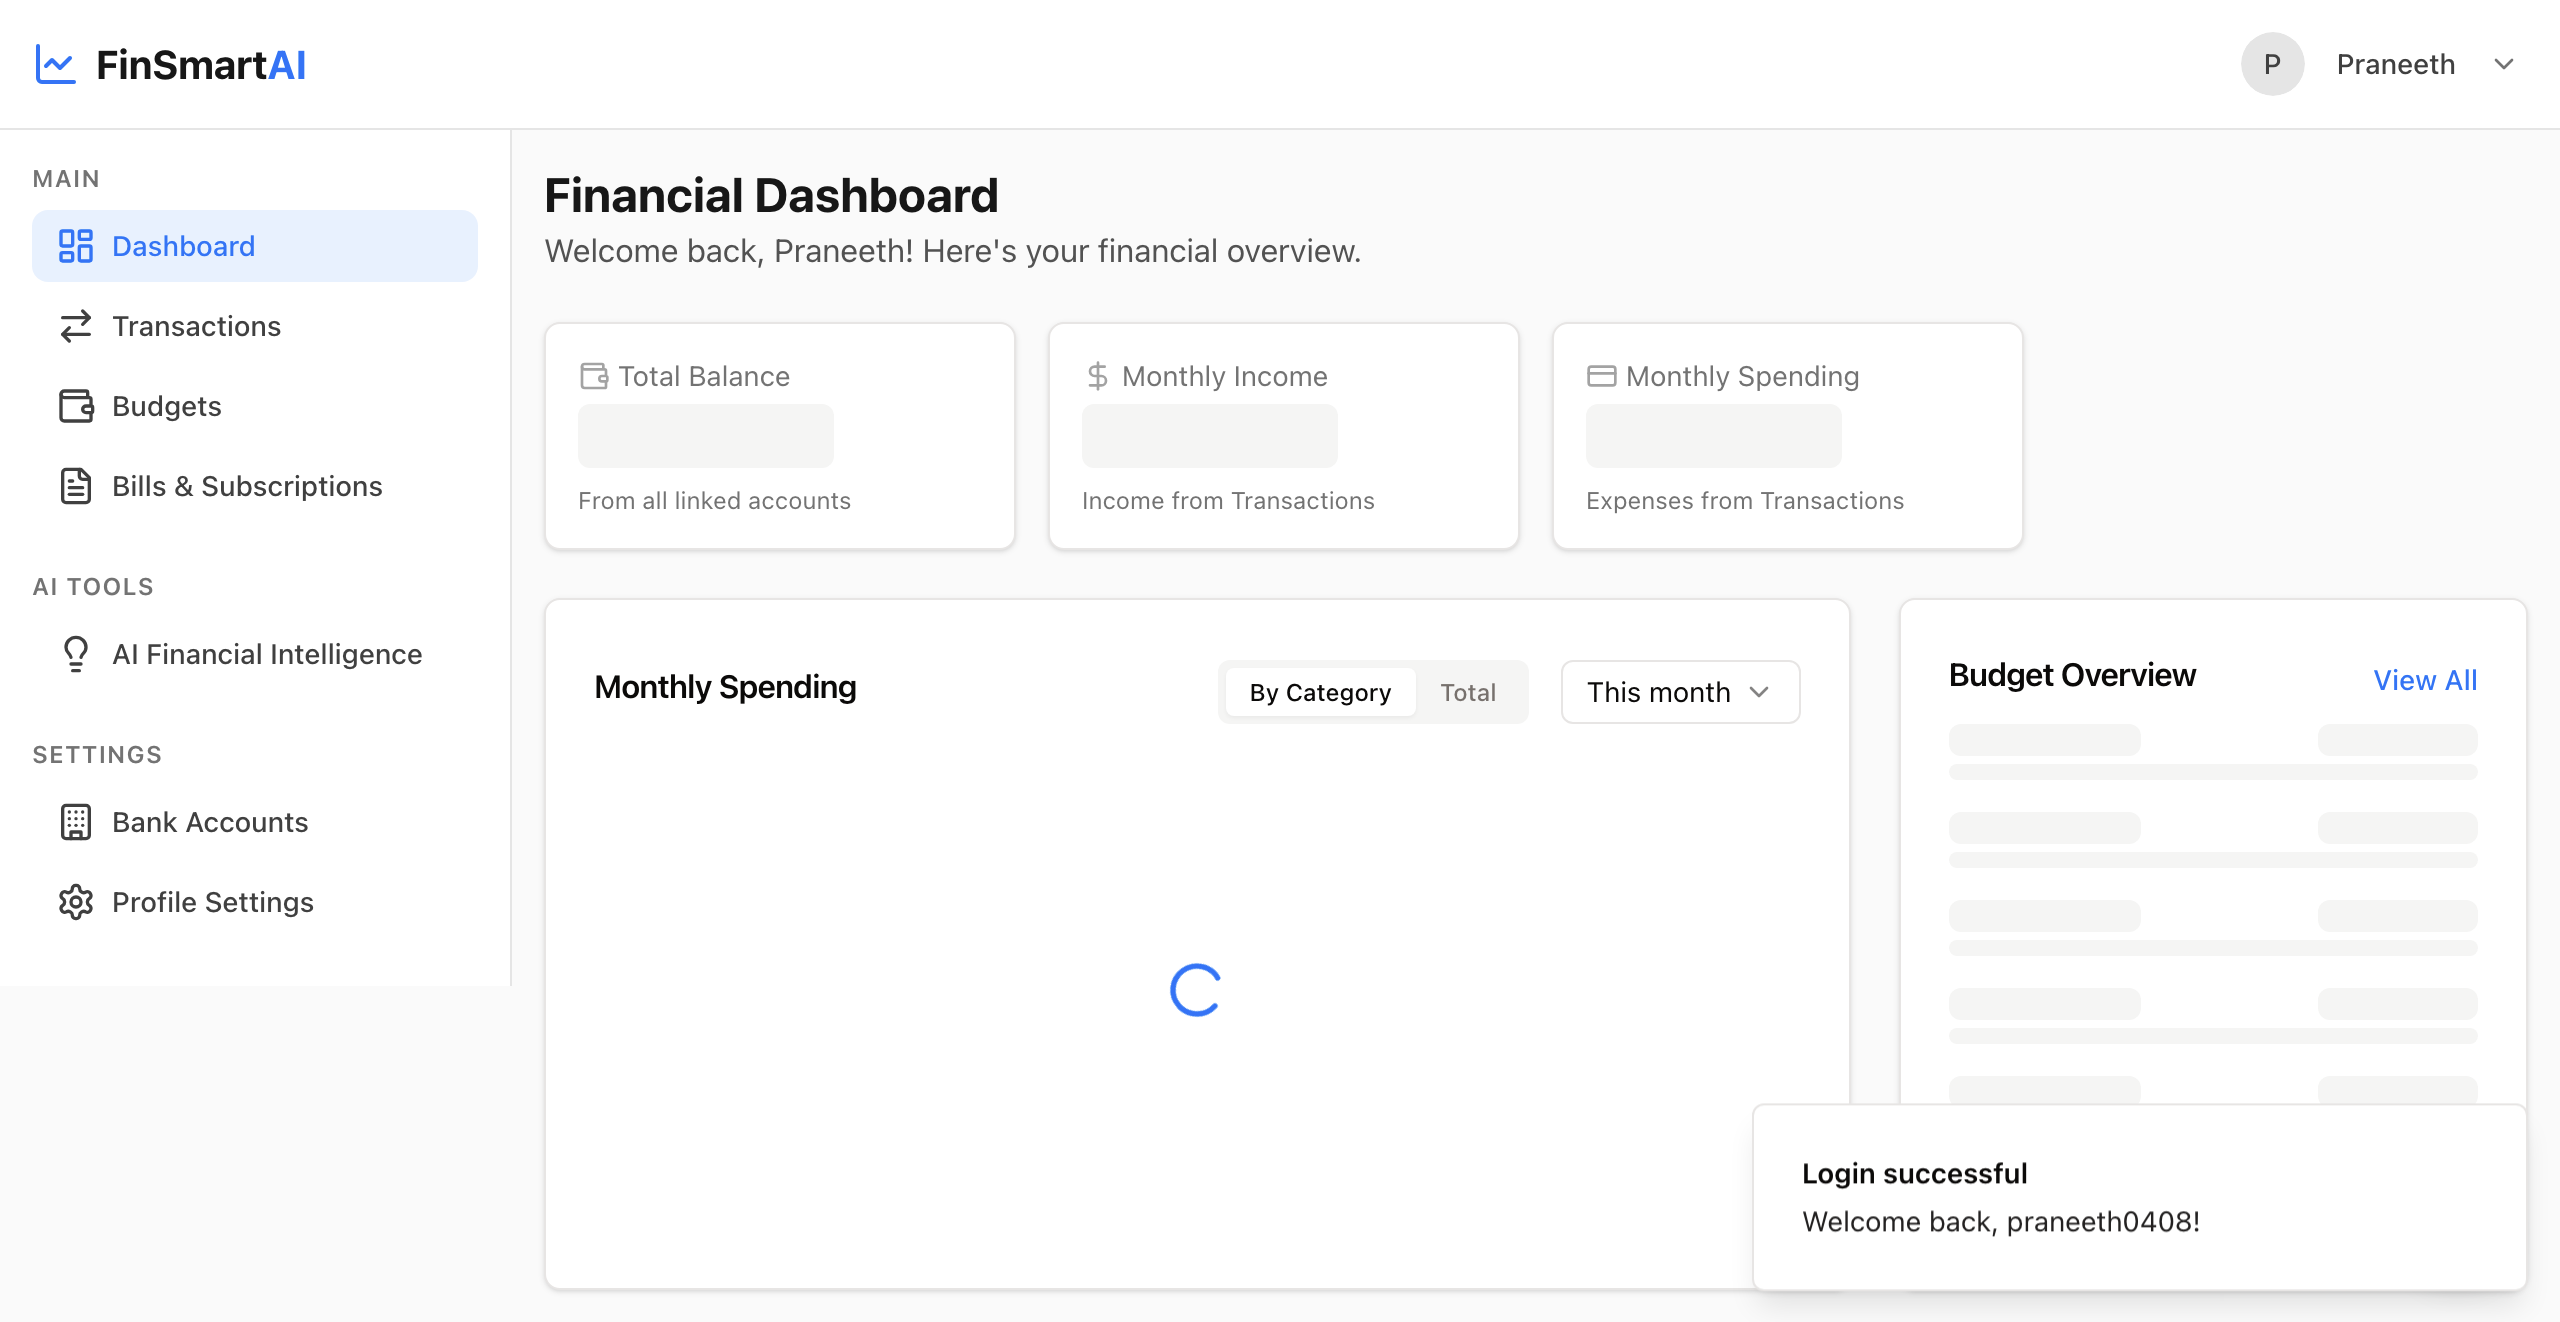 FinSmartAI
P
Praneeth
MAIN
Dashboard
Transactions
Budgets
Bills & Subscriptions
AI TOOLS
AI Financial Intelligence
SETTINGS
Bank Accounts
Profile Settings
Financial Dashboard
Welcome back, Praneeth! Here's your financial overview.
Total Balance
From all linked accounts
Monthly Income
Income from Transactions
Monthly Spending
Expenses from Transactions
Monthly Spending
By Category
Total
This month
Budget Overview
View All
Login successful
Welcome back, praneeth0408!